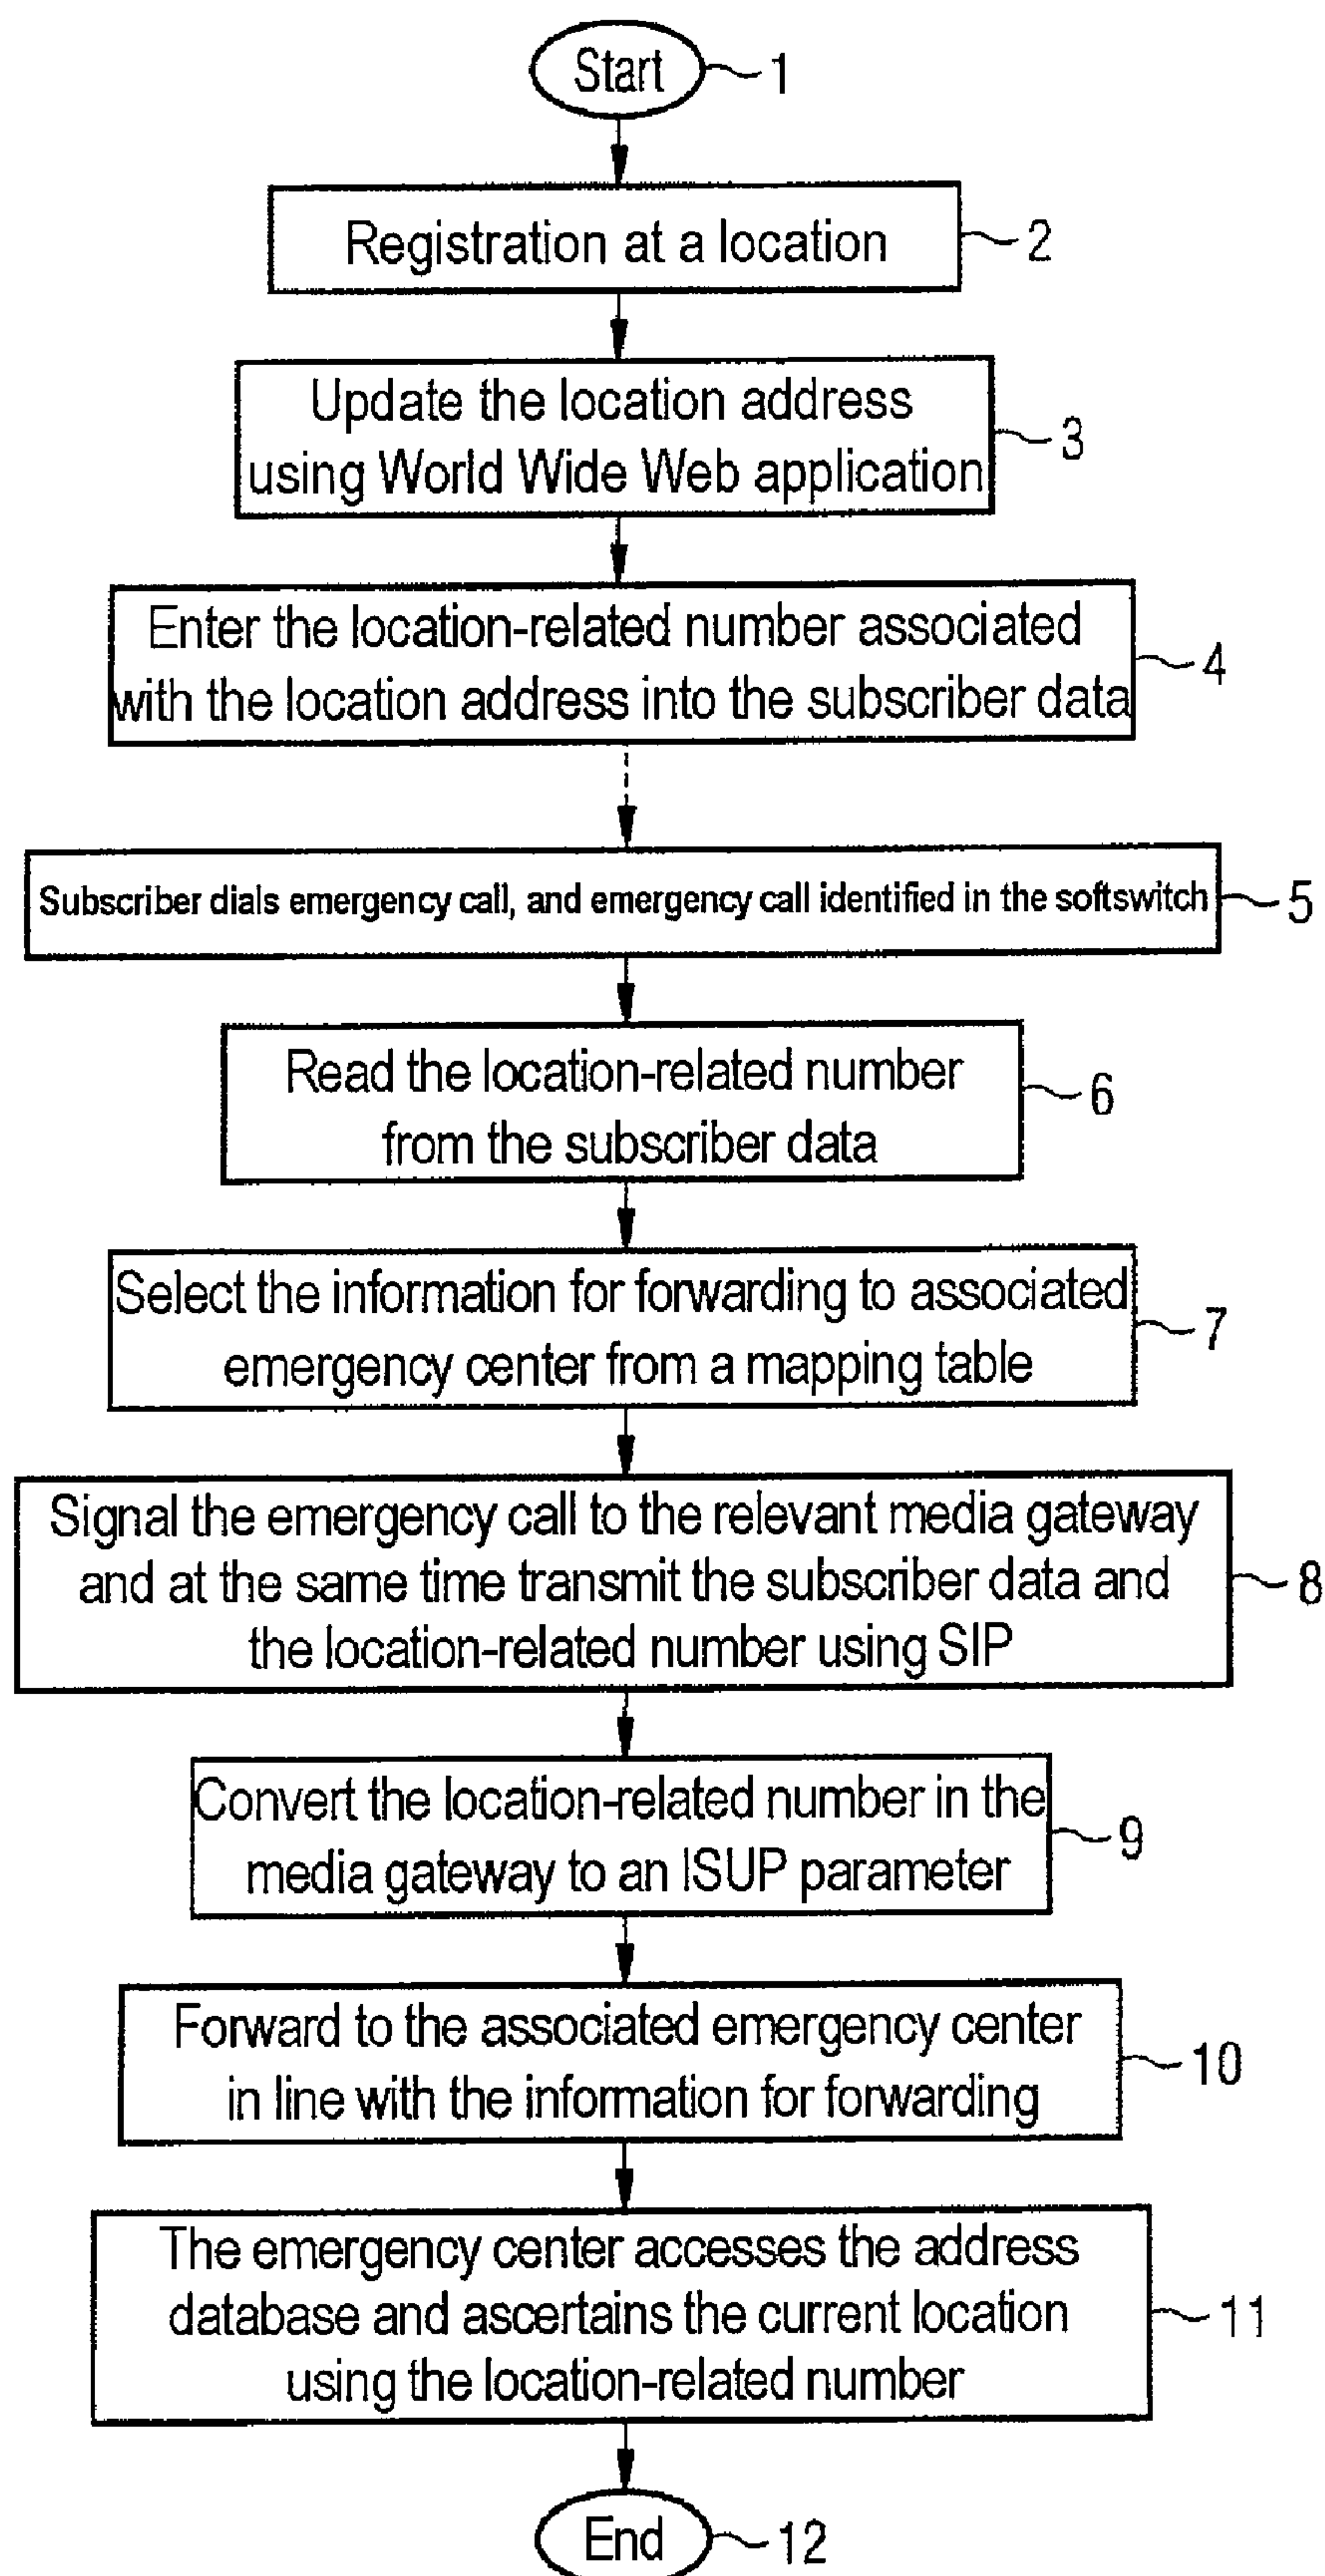 Start
1
Registration at a location
2
Update the location address
using World Wide Web application
3
Enter the location-related number associated
with the location address into the subscriber data
4
Subscriber dials emergency call, and emergency call identified in the softswitch
5
Read the location-related number
from the subscriber data
6
Select the information for forwarding to associated
emergency center from a mapping table
7
Signal the emergency call to the relevant media gateway
and at the same time transmit the subscriber data and
the location-related number using SIP
8
Convert the location-related number in the
media gateway to an ISUP parameter
9
Forward to the associated emergency center
in line with the information for forwarding
10
The emergency center accesses the address
database and ascertains the current location
using the location-related number
11
End
12